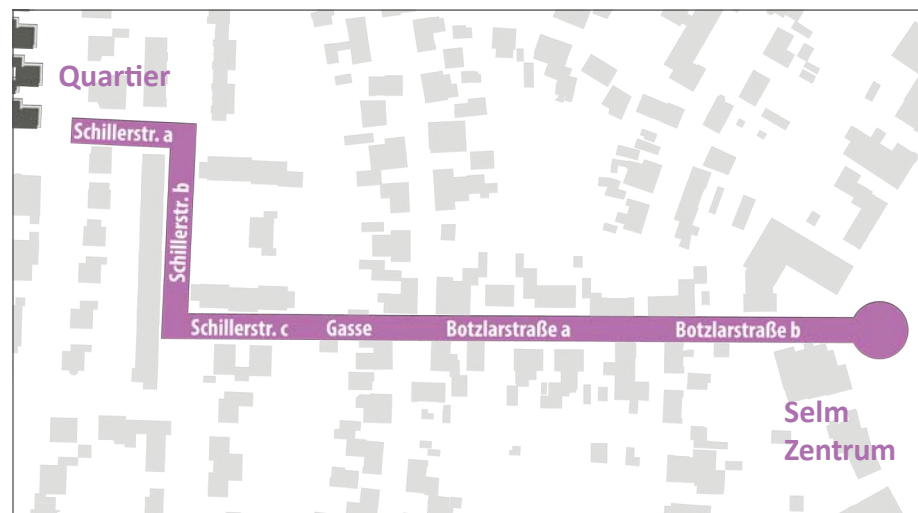 Quartier
Schillerstr. a
Schillerstr. b
Schillerstr. c
Gasse
Botzlarstraße a
Botzlarstraße b
Selm
Zentrum